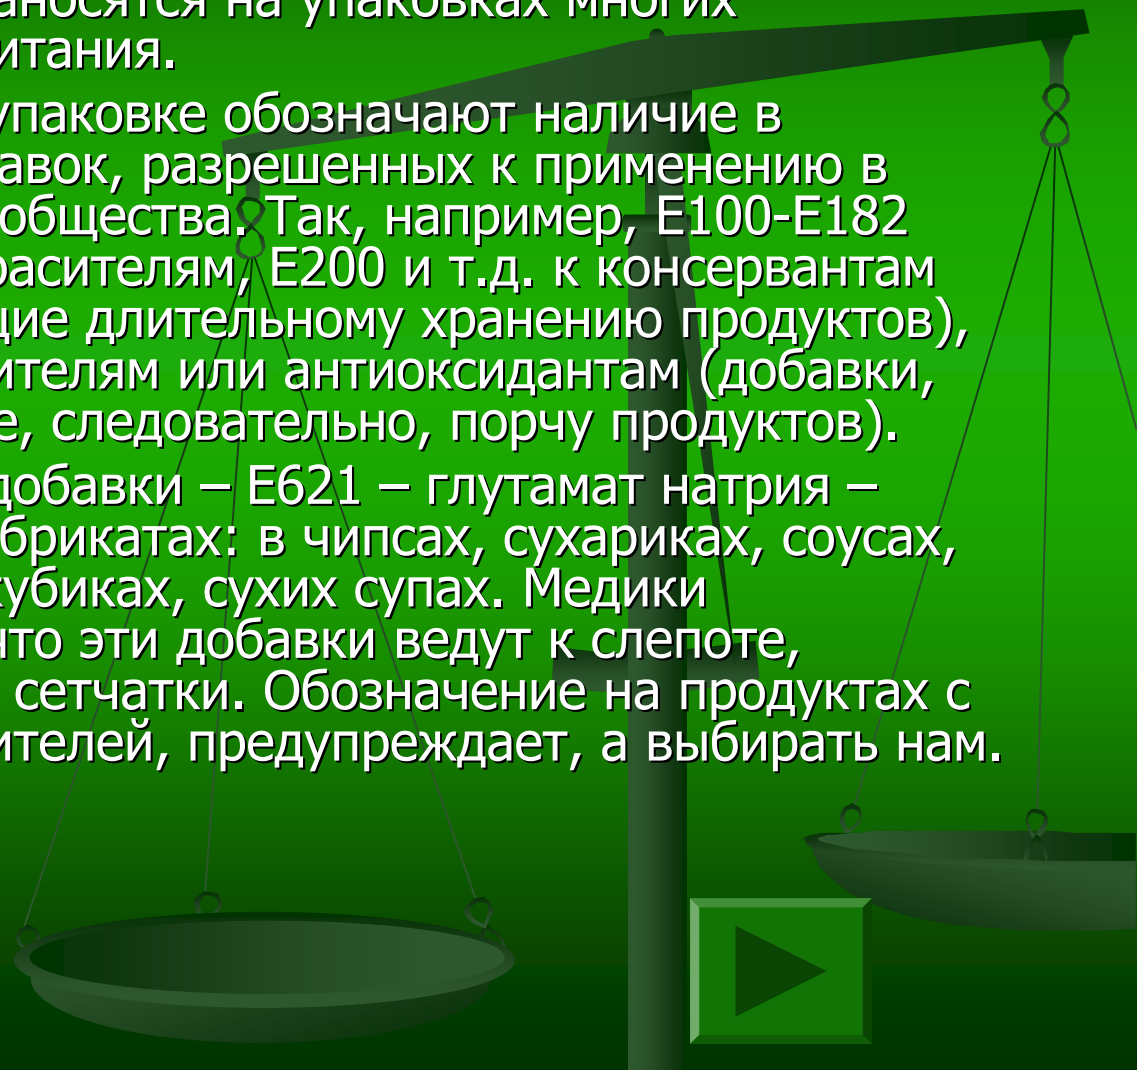 аносятся на упаковках многих
итания.
упаковке обозначают наличие в
авок, разрешенных к применению в
ообщества. Так, например, Е100-Е182
расителям, Е200 и т.д. к консервантам
щие длительному хранению продуктов),
ителям или антиоксидантам (добавки,
е, следовательно, порчу продуктов).
добавки – Е621 – глутамат натрия –
брикатах: в чипсах, сухариках, соусах,
кубиках, сухих супах. Медики
что эти добавки ведут к слепоте,
сетчатки. Обозначение на продуктах с
ителей, предупреждает, а выбирать нам.